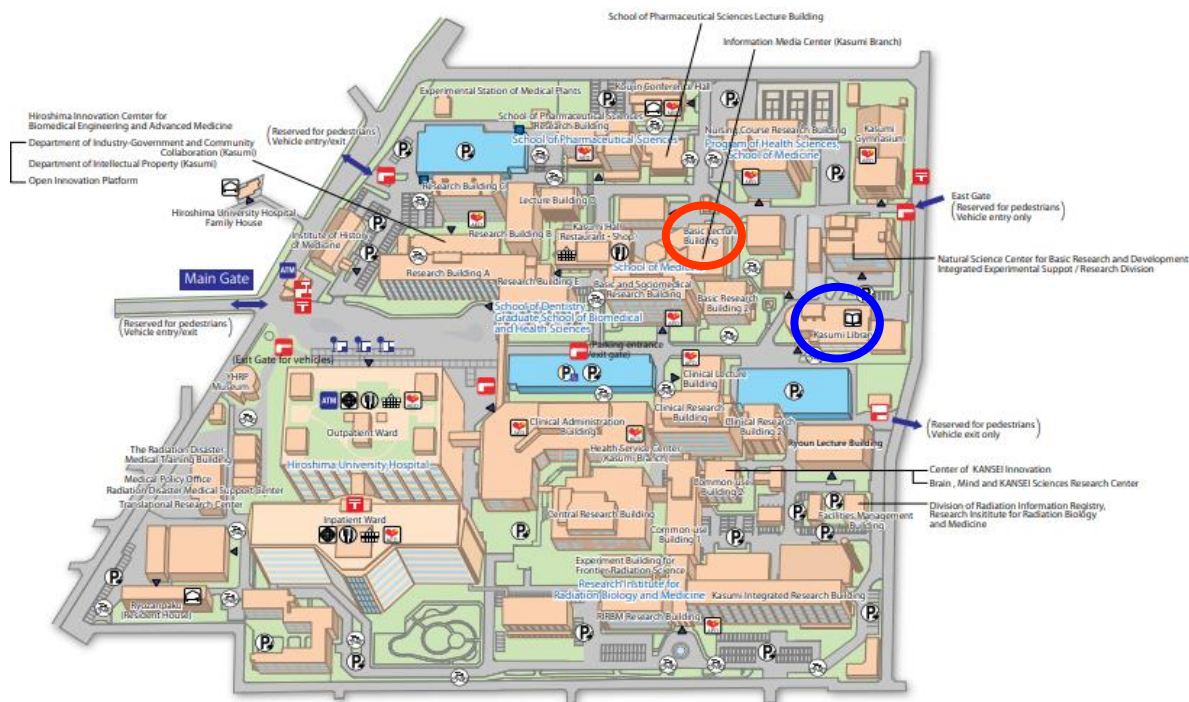 School of Pharmaceutical Sciences Lecture Building
Information Media Center (Kasumi Branch)
Experimental Station of Medical Plants
Koujin Conference Hall
Hiroshima Innovation Cemter for
Biomedical Engineering and Advanced Medicine
Department of Industry-Government and Community
Collaboration (Kasumi)
Department of Intellectual Property (Kasumi)
Open Innovation Platform
(Reserved for pedestrians
Vehicle entry/exit)
School of Pharmaceutical Sciences
Research Building
School of Pharmaceutical Sciences
Nursing Course Research Building
Program of Health Sciences,
School of Medicine
Kasumi
Gymnasium
Research Building
Lecture Building
Hiroshima University Hospital
Family House
Institute of History
of Medicine
Research Building B
Kasumi Hall
Restaurant・Shop
Basic Lecture
Building
East Gate
(Reserved for pedestrians
Vehicle entry only)
Natural Science Center for Basic Research and Development
Integrated Experimental Suppot / Research Division
Main Gate
ATM
Research Building A
Research Building E
School of Medicine
Basic and Sociomedical
Research Building
Basic Research
Building 2
Kasumi Library
School of Dentistry
Graduate School of Biomedical
and Health Sciences
(Reserved for pedestrians
Vehicle entry/exit)
(Exit Gate for vehicles)
(Parking entrance
/exit gate)
YHRP
Museum
Clinical Lecture
Building
ATM
Outpatient Ward
Hiroshima University Hospital
Clinical Administration
Building
Clinical Research
Building
Clinical Research
Building 2
Health Service Center
Kasumi Branch
Ryoun Lecture Building
(Reserved for pedestrians
Vehicle exit only)
The Radiation Disaster
Medical Training Building
Medical Policy Office
Radiation Disaster Medical Support Center
Translational Research Center
Common-use
Building 2
Center of KANSEI Innovation
Brain , Mind and KANSEI Sciences Research Center
Inpatient Ward
Central Research Building
Common-use
Building 1
Facilities Management
Building
Division of Radiation Information Registry,
Research Insititute for Radiation Biology
and Medicine
Experiment Building for
Frontier Radiation Science
Research Institute for
Radiation Biology and Medicine
Kasumi Integrated Research Building
Ryozanpaku
(Resident House)
RIRBM Research Building